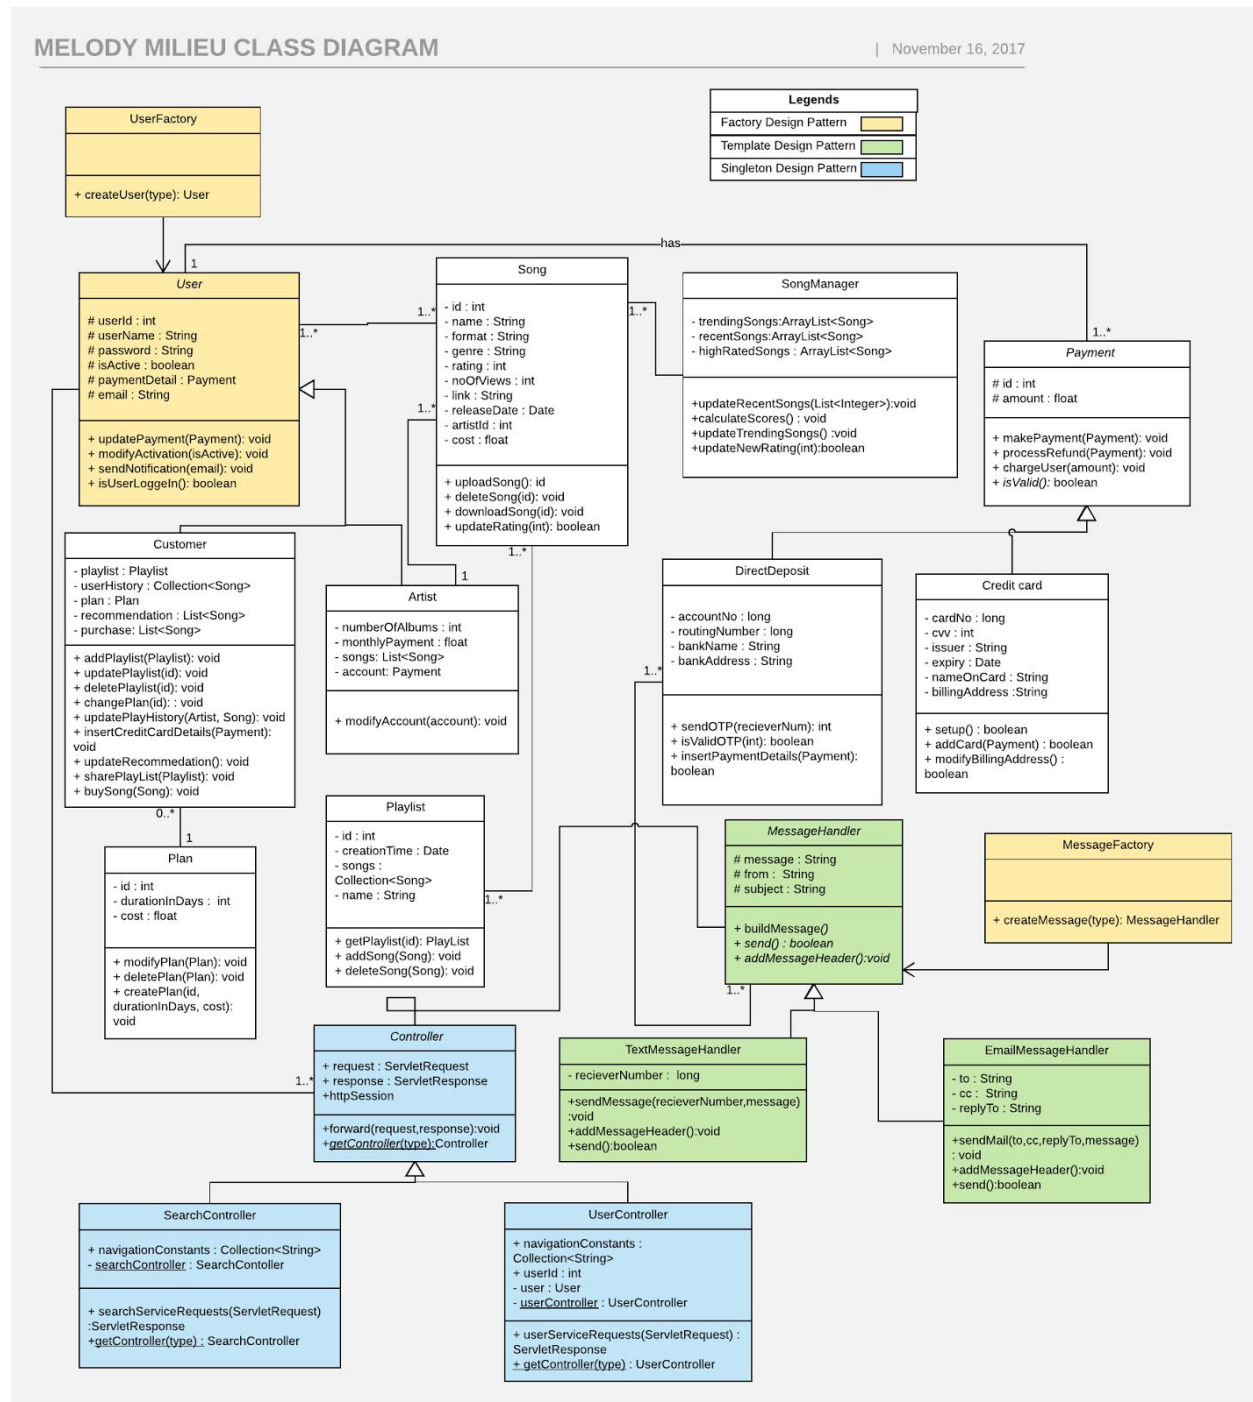 MELODY MILIEU CLASS DIAGRAM
| November 16, 2017
Legends
Factory Design Pattern
Template Design Pattern
Singleton Design Pattern
UserFactory
+ createUser(type): User
has
1
1..*
User
# userId : int
# userName : String
# password : String
# isActive : boolean
# paymentDetail : Payment
# email : String
+ updatePayment(Payment): void
+ modifyActivation(isActive): void
+ sendNotification(email): void
+ isUserLoggeIn(): boolean
1..*
1..*
1..*
Song
- id : int
- name : String
- format : String
- genre : String
- rating : int
- noOfViews : int
- link : String
- releaseDate : Date
- artistId : int
- cost : float
+ uploadSong(): id
+ deleteSong(id): void
+ downloadSong(id): void
+ updateRating(int): boolean
1..*
1..*
SongManager
- trendingSongs:ArrayList<Song>
- recentSongs:ArrayList<Song>
- highRatedSongs : ArrayList<Song>
+updateRecentSongs(List<Integer>):void
+calculateScores() : void
+updateTrendingSongs() :void
+updateNewRating(int):boolean
Payment
# id : int
# amount : float
+ makePayment(Payment): void
+ processRefund(Payment): void
+ chargeUser(amount): void
+ isValid(): boolean
Customer
- playlist : Playlist
- userHistory : Collection<Song>
- plan : Plan
- recommendation : List<Song>
- purchase: List<Song>
+ addPlaylist(Playlist): void
+ updatePlaylist(id): void
+ deletePlaylist(id): void
+ changePlan(id): : void
+ updatePlayHistory(Artist, Song): void
+ insertCreditCardDetails(Payment):
void
+ updateRecommedation(): void
+ sharePlayList(Playlist): void
+ buySong(Song): void
0..*
1
1
Artist
- numberOfAlbums : int
- monthlyPayment : float
- songs: List<Song>
- account: Payment
+ modifyAccount(account): void
DirectDeposit
- accountNo : long
- routingNumber : long
- bankName : String
- bankAddress : String
+ sendOTP(recieverNum): int
+ isValidOTP(int): boolean
+ insertPaymentDetails(Payment):
boolean
1..*
Credit card
- cardNo : long
- cvv : int
- issuer : String
- expiry : Date
- nameOnCard : String
- billingAddress :String
+ setup() : boolean
+ addCard(Payment) : boolean
+ modifyBillingAddress() :
boolean
Plan
- id : int
- durationInDays : int
- cost : float
+ modifyPlan(Plan): void
+ deletePlan(Plan): void
+ createPlan(id,
durationInDays, cost):
void
Playlist
- id : int
- creationTime : Date
- songs :
Collection<Song>
- name : String
+ getPlaylist(id): PlayList
+ addSong(Song): void
+ deleteSong(Song): void
1..*
MessageHandler
# message : String
# from : String
# subject : String
+ buildMessage()
+ send() : boolean
+ addMessageHeader():void
1..*
MessageFactory
+ createMessage(type): MessageHandler
Controller
+ request : ServletRequest
+ response : ServletResponse
+httpSession
+forward(request,response):void
+getController(type):Controller
1..*
TextMessageHandler
- recieverNumber : long
+sendMessage(recieverNumber,message)
:void
+addMessageHeader():void
+send():boolean
EmailMessageHandler
- to : String
- cc : String
- replyTo : String
+sendMail(to,cc,replyTo,message)
: void
+addMessageHeader():void
+send():boolean
SearchController
+ navigationConstants : Collection<String>
- searchController : SearchContoller
+ searchServiceRequests(ServletRequest)
:ServletResponse
+getController(type) : SearchController
UserController
+ navigationConstants :
Collection<String>
+ userId : int
- user : User
- userController : UserController
+ userServiceRequests(ServletRequest) :
ServletResponse
+ getController(type) : UserController